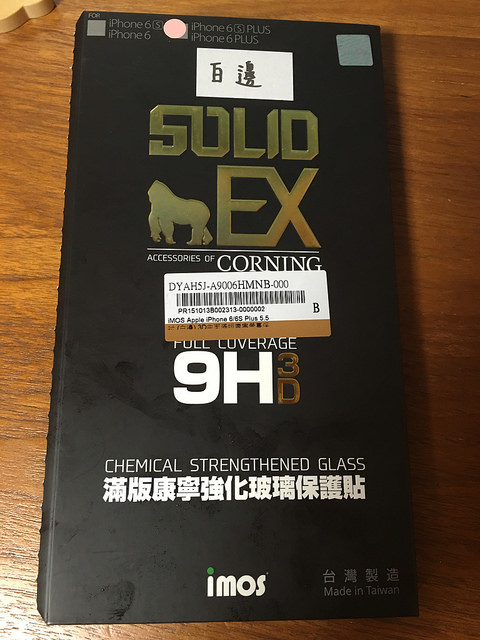 FOR
iPhone 6 S
iPhone 6
iPhone 6 S PLUS
iPhone 6 PLUS
白邊
SOLID
EX
ACCESSORIES OF CORNING
DYAH5J-A9006HMNB-000
PR151013B002313-0000002
B
iMOS Apple iPhone 6/6S Plus 5.5
FULL COVERAGE
9H 3D
CHEMICAL STRENGTHENED GLASS
滿版康寧強化玻璃保護貼
imos
台灣製造
Made in Taiwan